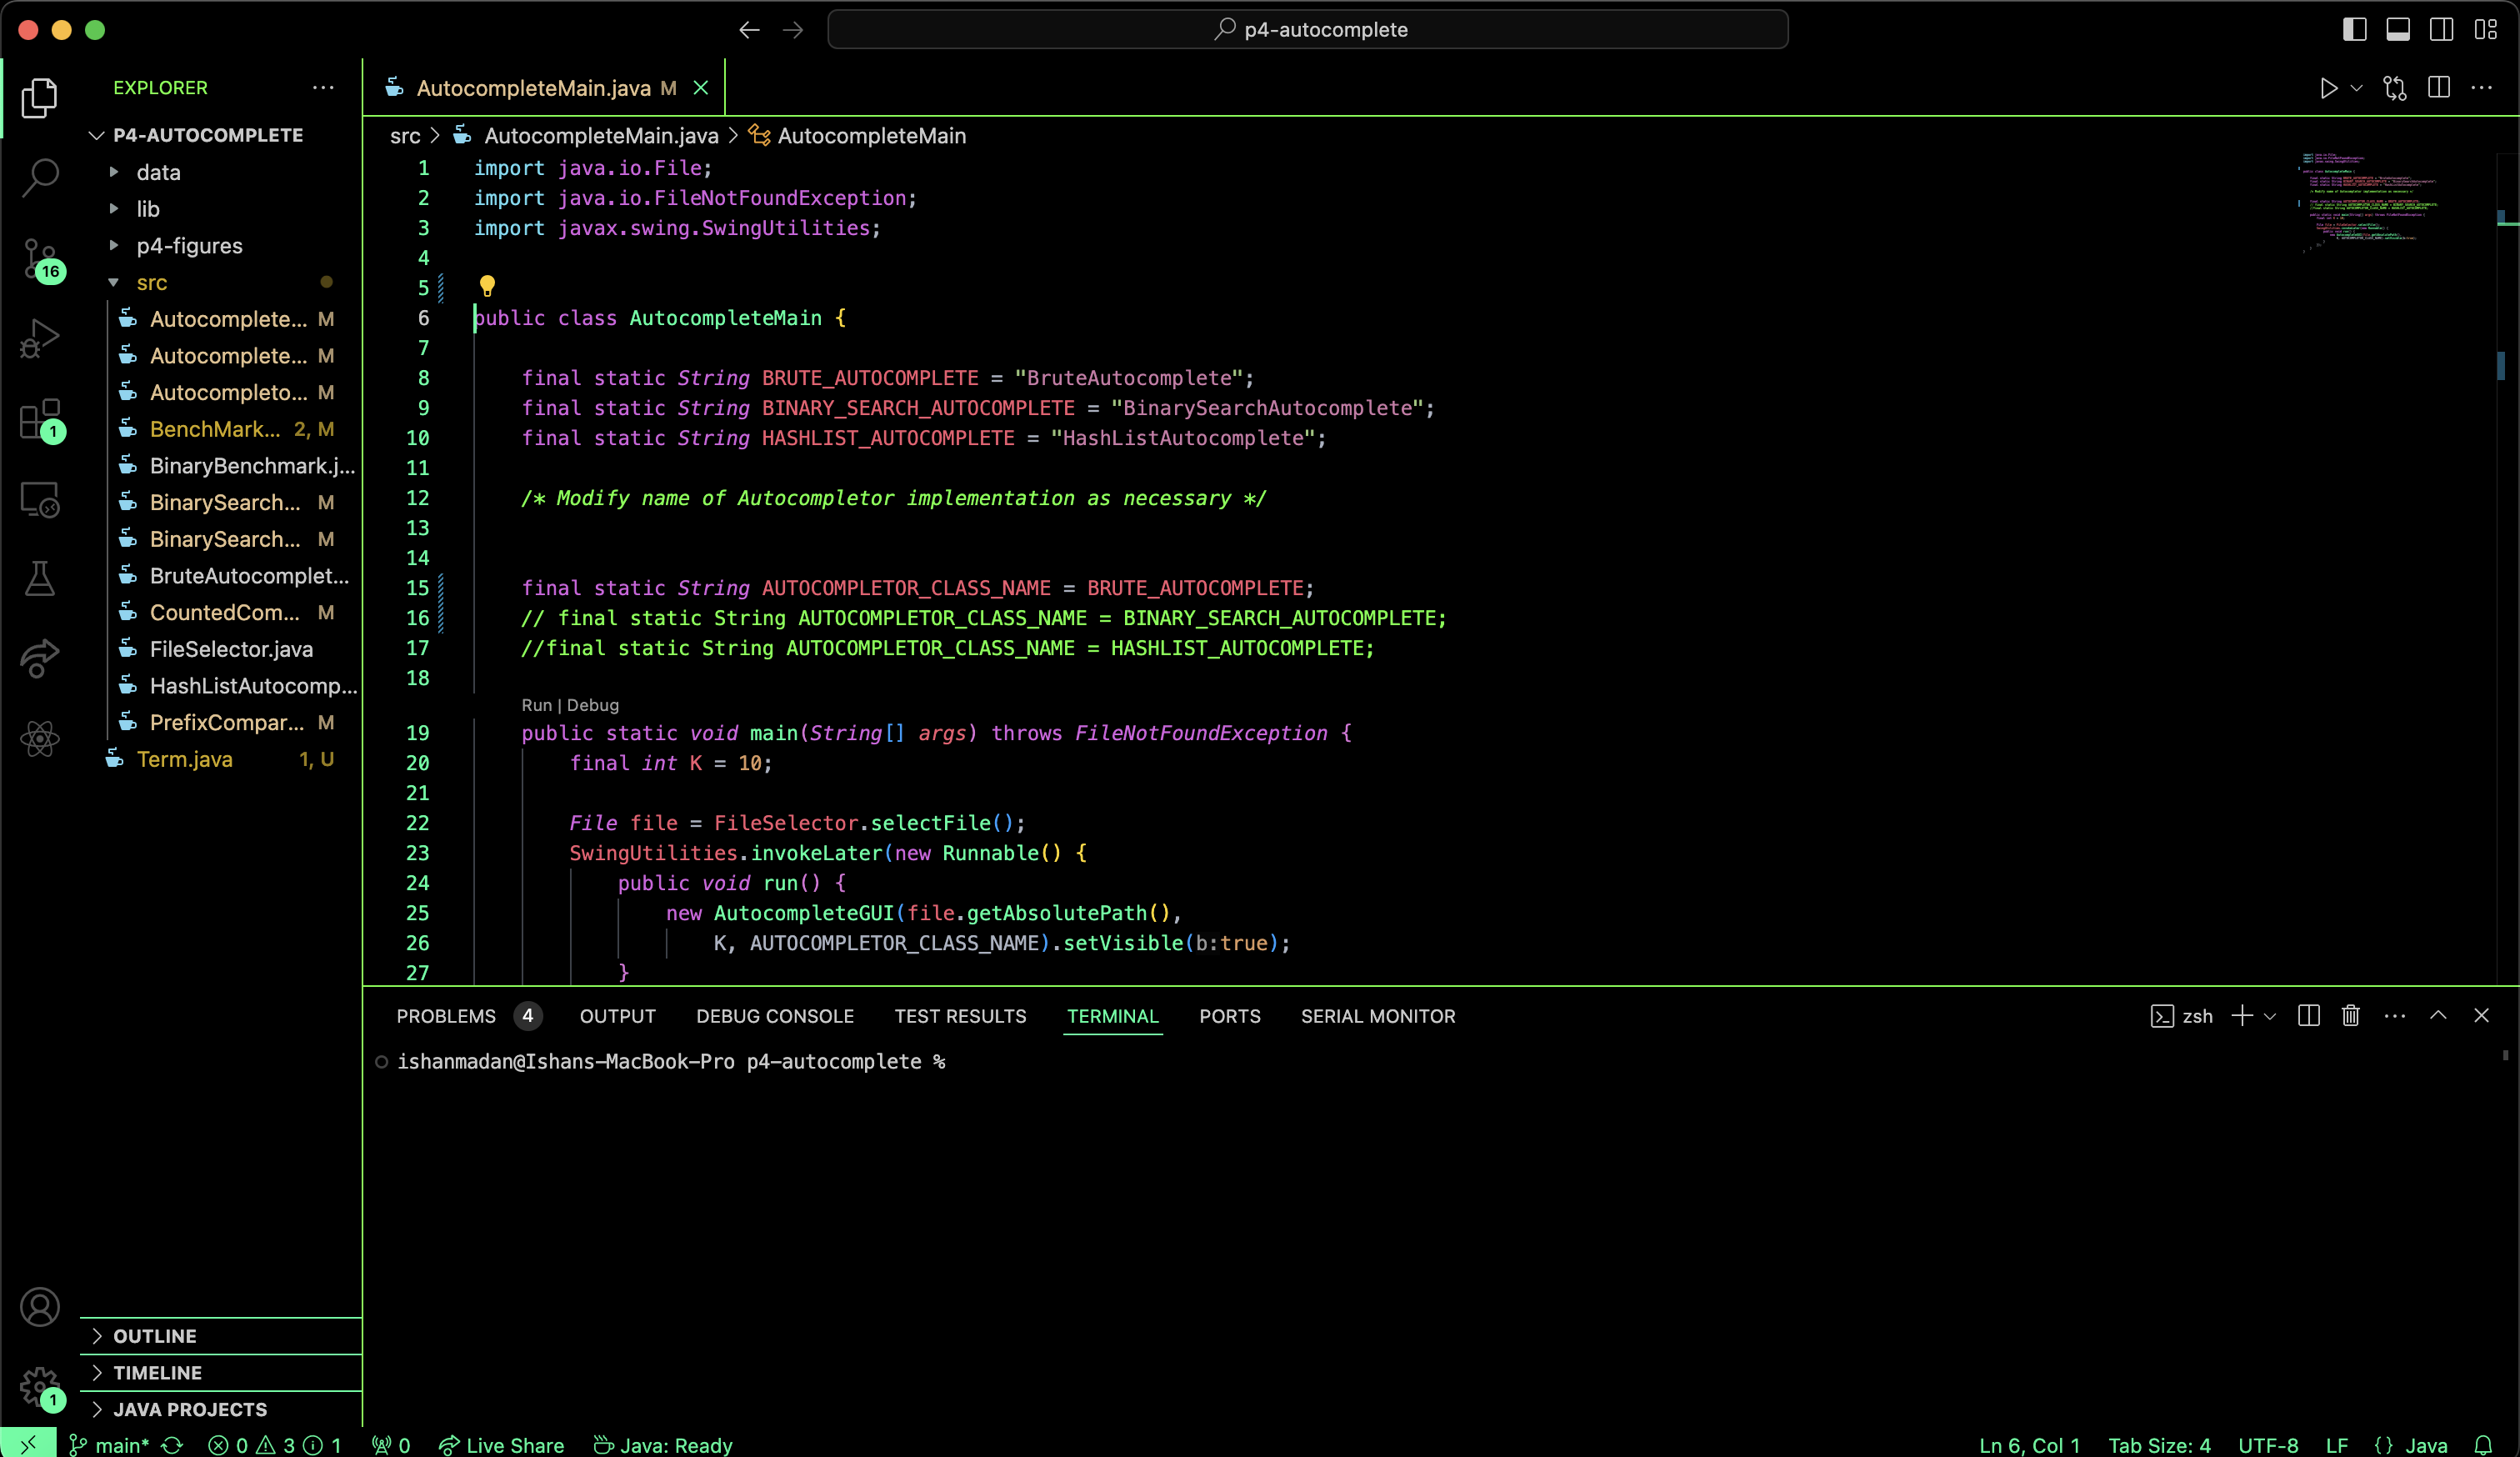 p4-autocomplete
EXPLORER
AutocompleteMain.java M
P4-AUTOCOMPLETE
data
lib
p4-figures
src
Autocomplete... M
Autocomplete... M
Autocompleto... M
BenchMark... 2, M
BinaryBenchmark.j...
BinarySearch... M
BinarySearch... M
BruteAutocomplet...
CountedCom... M
FileSelector.java
HashListAutocomp...
PrefixCompar... M
Term.java 1, U
16
1
OUTLINE
TIMELINE
JAVA PROJECTS
1
src > AutocompleteMain.java > AutocompleteMain
1 import java.io.File;
2 import java.io.FileNotFoundException;
3 import javax.swing.SwingUtilities;
4
5
6 public class AutocompleteMain {
7
8 final static String BRUTE_AUTOCOMPLETE = "BruteAutocomplete";
9 final static String BINARY_SEARCH_AUTOCOMPLETE = "BinarySearchAutocomplete";
10 final static String HASHLIST_AUTOCOMPLETE = "HashListAutocomplete";
11
12 /* Modify name of Autocompletor implementation as necessary */
13
14
15 final static String AUTOCOMPLETOR_CLASS_NAME = BRUTE_AUTOCOMPLETE;
16 // final static String AUTOCOMPLETOR_CLASS_NAME = BINARY_SEARCH_AUTOCOMPLETE;
17 //final static String AUTOCOMPLETOR_CLASS_NAME = HASHLIST_AUTOCOMPLETE;
18
Run | Debug
19 public static void main(String[] args) throws FileNotFoundException {
20 final int K = 10;
21
22 File file = FileSelector.selectFile();
23 SwingUtilities.invokeLater(new Runnable() {
24 public void run() {
25 new AutocompleteGUI(file.getAbsolutePath(),
26 K, AUTOCOMPLETOR_CLASS_NAME).setVisible(b:true);
27 }
PROBLEMS 4 OUTPUT DEBUG CONSOLE TEST RESULTS TERMINAL PORTS SERIAL MONITOR
zsh
ishanmadan@Ishans-MacBook-Pro p4-autocomplete %
main* 0 3 1 0 Live Share Java: Ready
Ln 6, Col 1 Tab Size: 4 UTF-8 LF {} Java